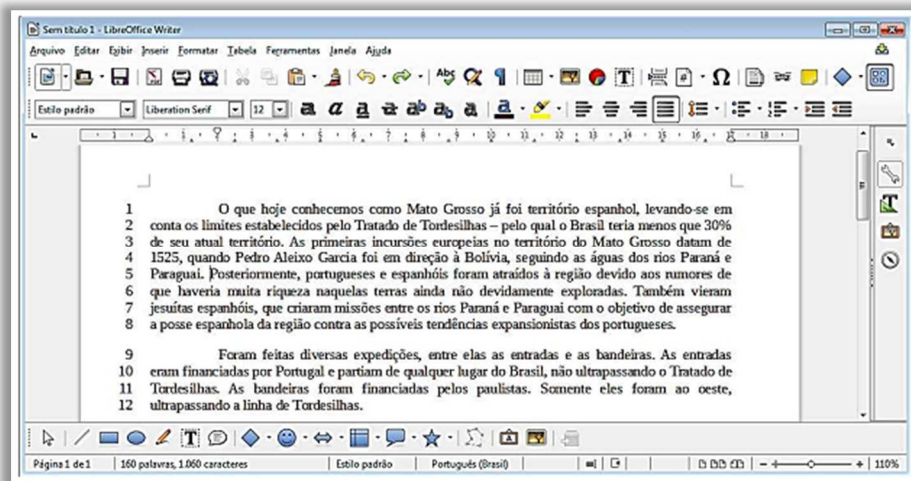 Sem título 1 - LibreOffice Writer
Arquivo Editar Exibir Inserir Formatar Tabela Ferramentas Janela Ajuda
Estilo padrão Liberation Serif 12
1 O que hoje conhecemos como Mato Grosso já foi território espanhol, levando-se em
2 conta os limites estabelecidos pelo Tratado de Tordesilhas – pelo qual o Brasil teria menos que 30%
3 de seu atual território. As primeiras incursões europeias no território do Mato Grosso datam de
4 1525, quando Pedro Aleixo Garcia foi em direção à Bolívia, seguindo as águas dos rios Paraná e
5 Paraguai. Posteriormente, portugueses e espanhóis foram atraídos à região devido aos rumores de
6 que haveria muita riqueza naquelas terras ainda não devidamente exploradas. Também vieram
7 jesuítas espanhóis, que criaram missões entre os rios Paraná e Paraguai com o objetivo de assegurar
8 a posse espanhola da região contra as possíveis tendências expansionistas dos portugueses.
9 Foram feitas diversas expedições, entre elas as entradas e as bandeiras. As entradas
10 eram financiadas por Portugal e partiam de qualquer lugar do Brasil, não ultrapassando o Tratado de
11 Tordesilhas. As bandeiras foram financiadas pelos paulistas. Somente eles foram ao oeste,
12 ultrapassando a linha de Tordesilhas.
Página 1 de 1 160 palavras, 1.060 caracteres Estilo padrão Português (Brasil) 110%